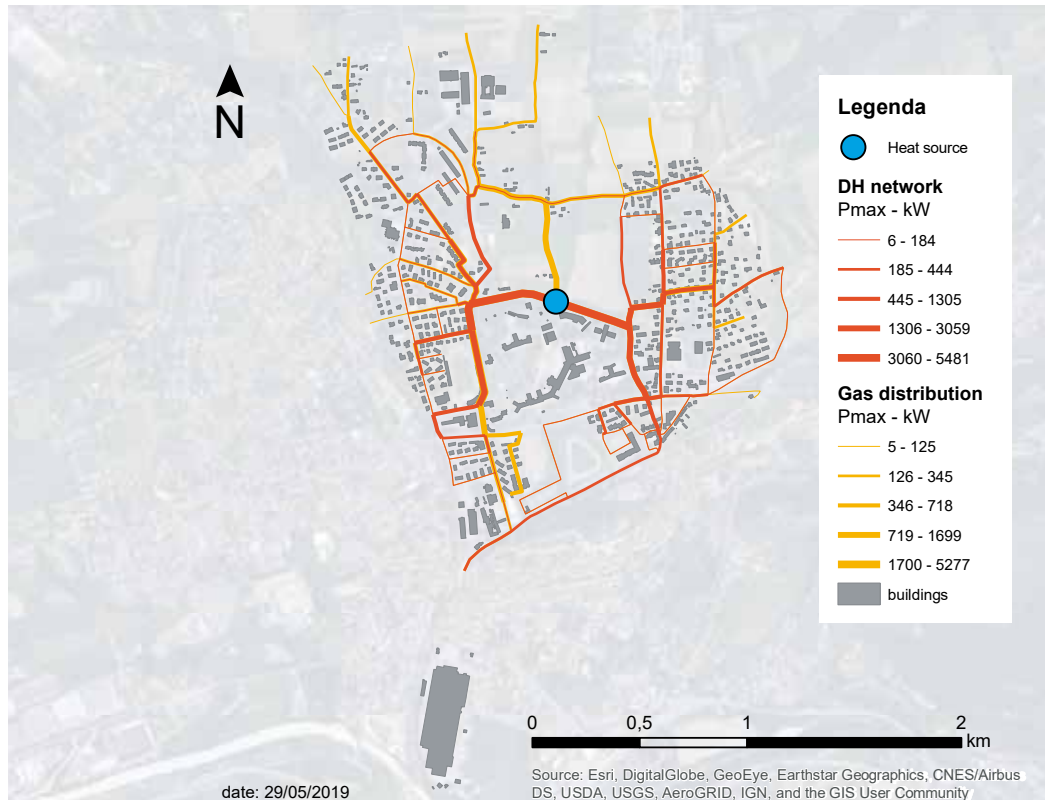 N
Legenda
Heat source
DH network
Pmax - kW
6 - 184
185 - 444
445 - 1305
1306 - 3059
3060 - 5481
Gas distribution
Pmax - kW
5 - 125
126 - 345
346 - 718
719 - 1699
1700 - 5277
buildings
0 0,5 1 2
km
Source: Esri, DigitalGlobe, GeoEye, Earthstar Geographics, CNES/Airbus
DS, USDA, USGS, AeroGRID, IGN, and the GIS User Community
date: 29/05/2019